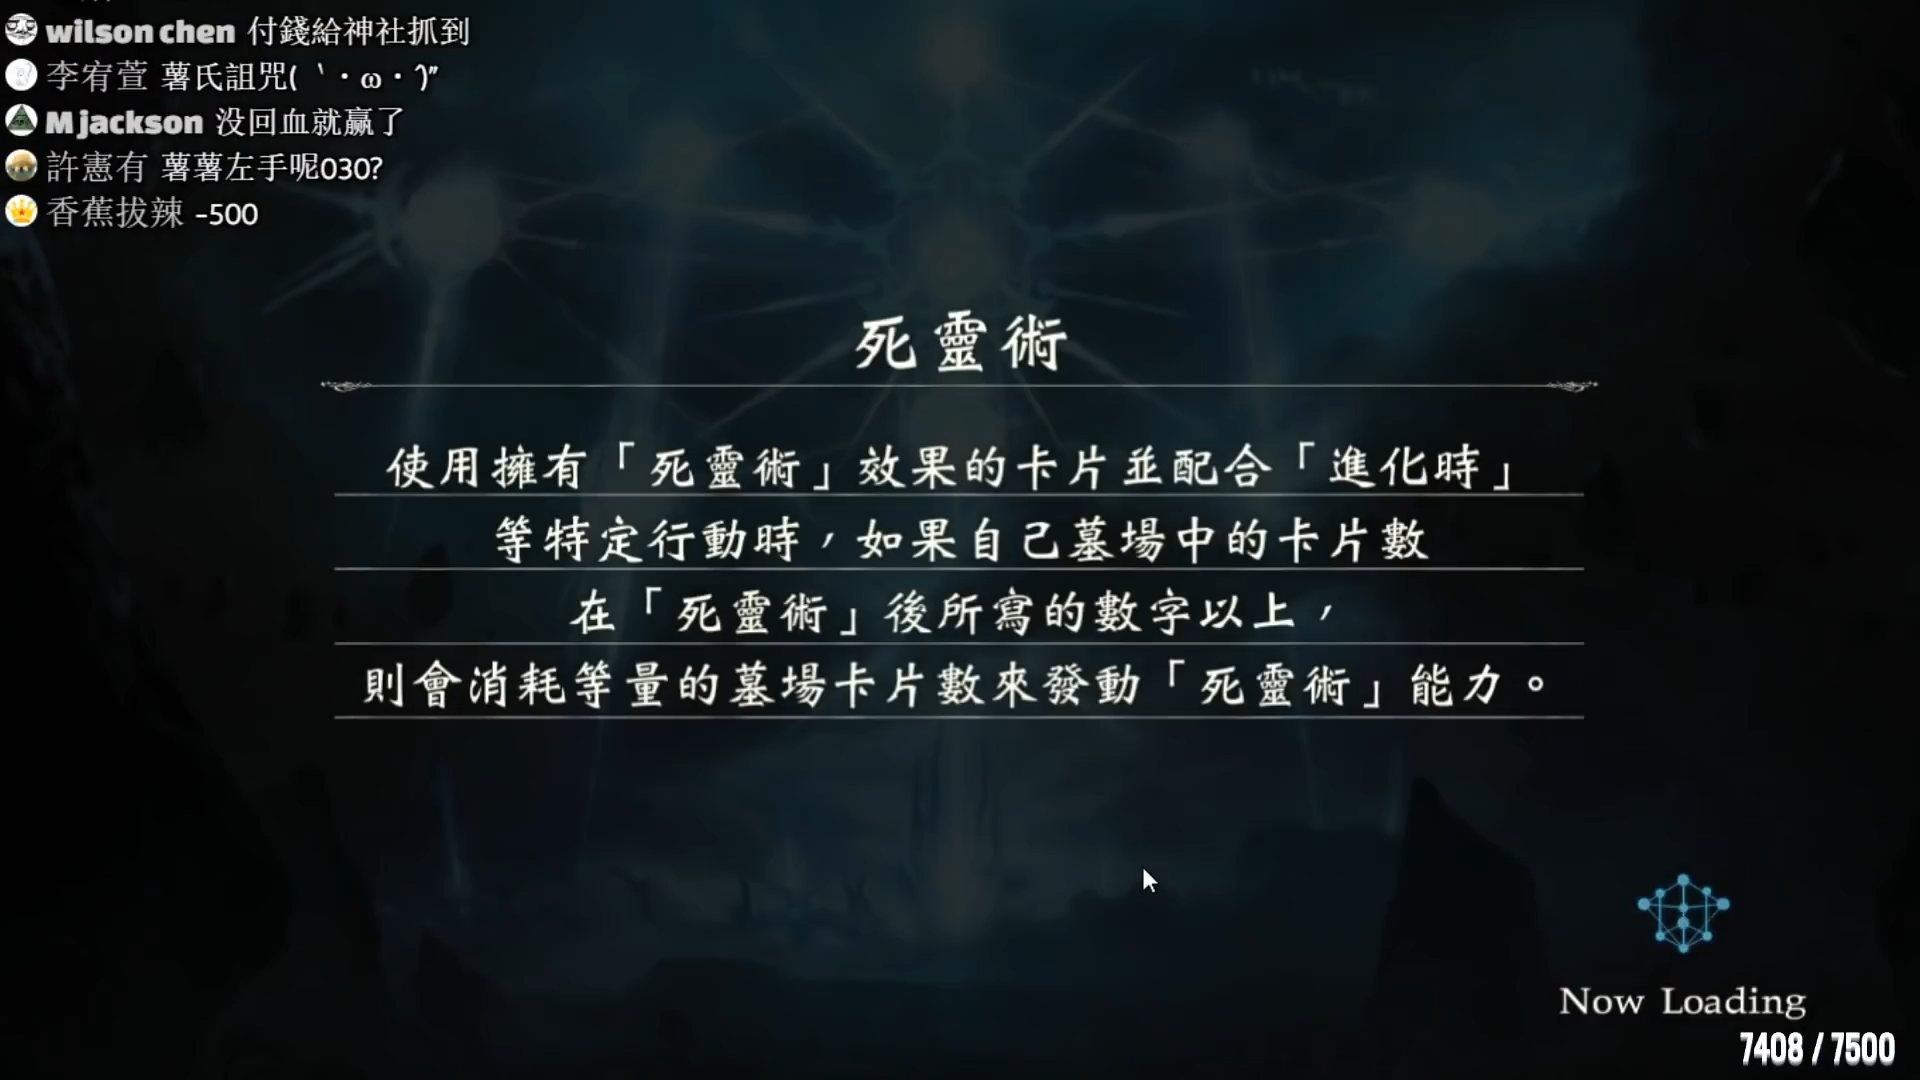 wilson chen 付錢給神社抓到
李宥萱 薯氏詛咒( ‵・ω・)ˊ"
M jackson 没回血就赢了
許憲有 薯薯左手呢030?
香蕉拔辣 -500
死靈術
使用擁有「死靈術」效果的卡片並配合「進化時」
等特定行動時，如果自己墓場中的卡片數
在「死靈術」後所寫的數字以上，
則會消耗等量的墓場卡片數來發動「死靈術」能力。
Now Loading
7408 / 7500